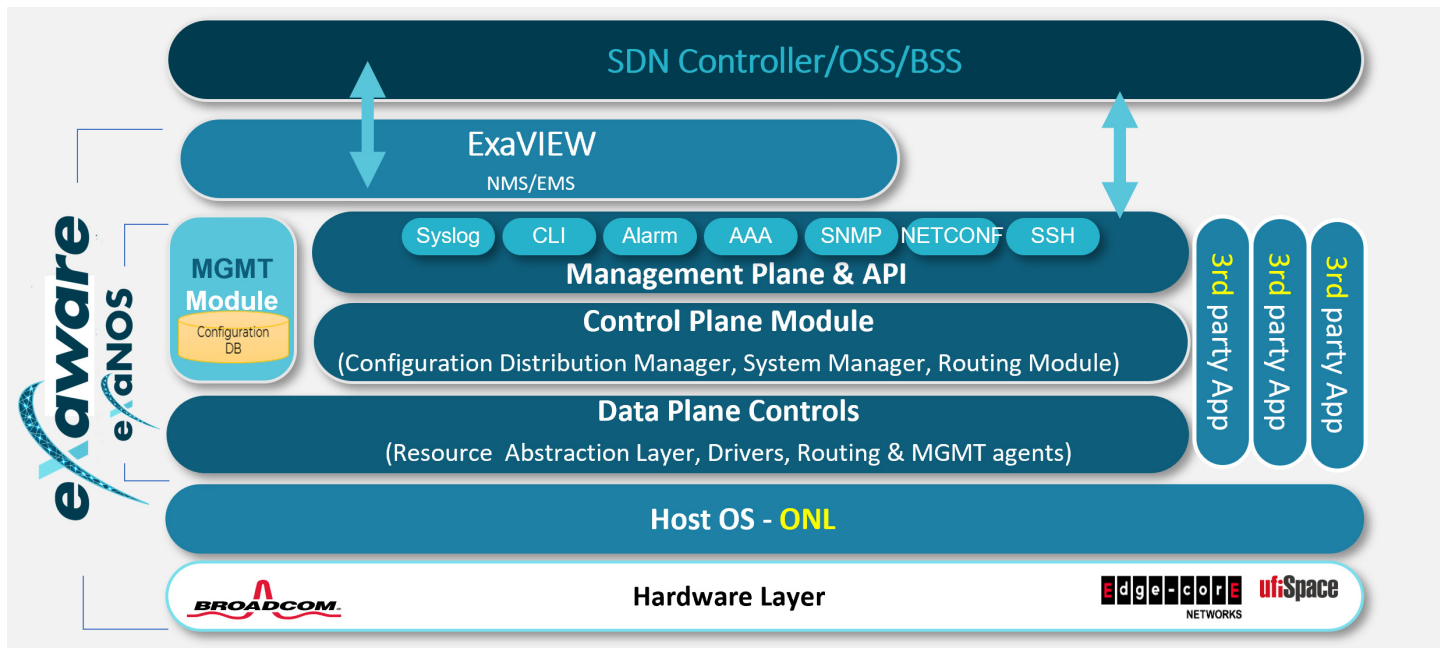 SDN Controller/OSS/BSS
ExaVIEW
NMS/EMS
eXaware
eXaNOS
MGMT
Module
Configuration
DB
Syslog
CLI
Alarm
AAA
SNMP
NETCONF
SSH
Management Plane & API
Control Plane Module
(Configuration Distribution Manager, System Manager, Routing Module)
Data Plane Controls
(Resource Abstraction Layer, Drivers, Routing & MGMT agents)
3rd party App
3rd party App
3rd party App
Host OS - ONL
BROADCOM.
Hardware Layer
Edge-corE
NETWORKS
ufiSpace